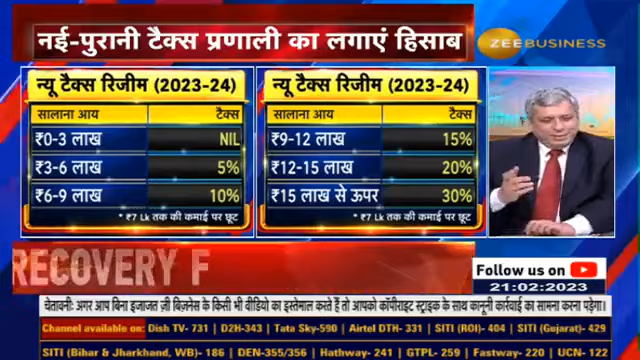 नई-पुरानी टैक्स प्रणाली का लगाएं हिसाब
ZEEBUSINESS
न्यू टैक्स रिजीम (2023-24)
सालाना आय टैक्स
₹0-3 लाख NIL
₹3-6 लाख 5%
₹6-9 लाख 10%
* ₹7 Lk तक की कमाई पर छूट
न्यू टैक्स रिजीम (2023-24)
सालाना आय टैक्स
₹9-12 लाख 15%
₹12-15 लाख 20%
₹15 लाख से ऊपर 30%
* ₹7 Lk तक की कमाई पर छूट
RECOVERY F
Follow us on
21:02:2023
चेतावनी: अगर आप बिना इजाजत ज़ी बिज़नेस के किसी भी वीडियो का इस्तेमाल करते हैं तो आपको कॉपीराइट स्ट्राइक के साथ कानूनी कार्रवाई का सामना करना पड़ेगा।
Channel available on: Dish TV- 731 | D2H-343 | Tata Sky-590 | Airtel DTH- 331 | SITI (ROI) - 404 | SITI (Gujarat)- 429
SITI (Bihar & Jharkhand, WB)- 186 | DEN-355/356 | Hathway- 241 | GTPL- 259 | Fastway- 220 | UCN- 122